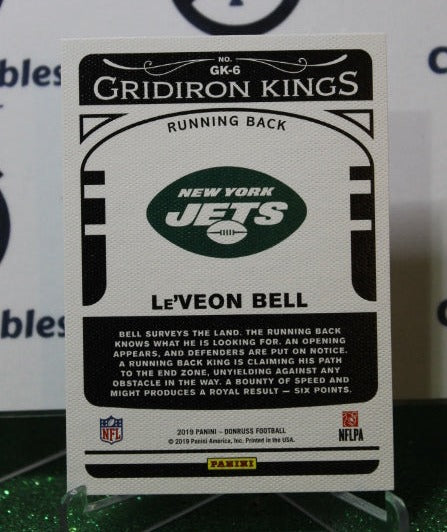 NO.
GK-6
GRIDIRON KINGS
RUNNING BACK
NEW YORK
JETS
LE'VEON BELL
BELL SURVEYS THE LAND. THE RUNNING BACK
KNOWS WHAT HE IS LOOKING FOR. AN OPENING
APPEARS, AND DEFENDERS ARE PUT ON NOTICE.
A RUNNING BACK KING IS CLAIMING HIS PATH
TO THE END ZONE, UNYIELDING AGAINST ANY
OBSTACLE IN THE WAY. A BOUNTY OF SPEED AND
MIGHT PRODUCES A ROYAL RESULT — SIX POINTS.
NFL
2019 PANINI – DONRUSS FOOTBALL
© 2019 Panini America, Inc. Printed in the USA.
NFLPA
PANINI